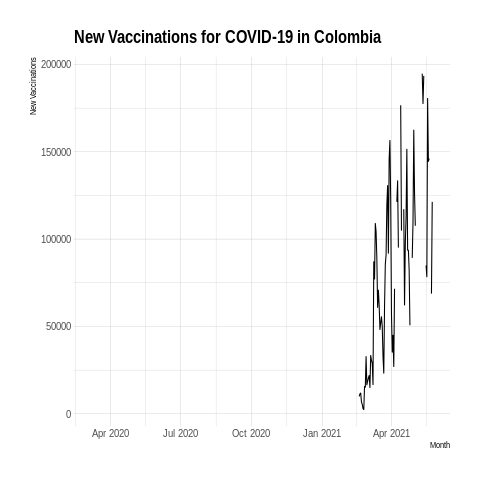 New Vaccinations for COVID-19 in Colombia
New Vaccinations
200000
150000
100000
50000
0
Apr 2020 Jul 2020 Oct 2020 Jan 2021 Apr 2021
Month